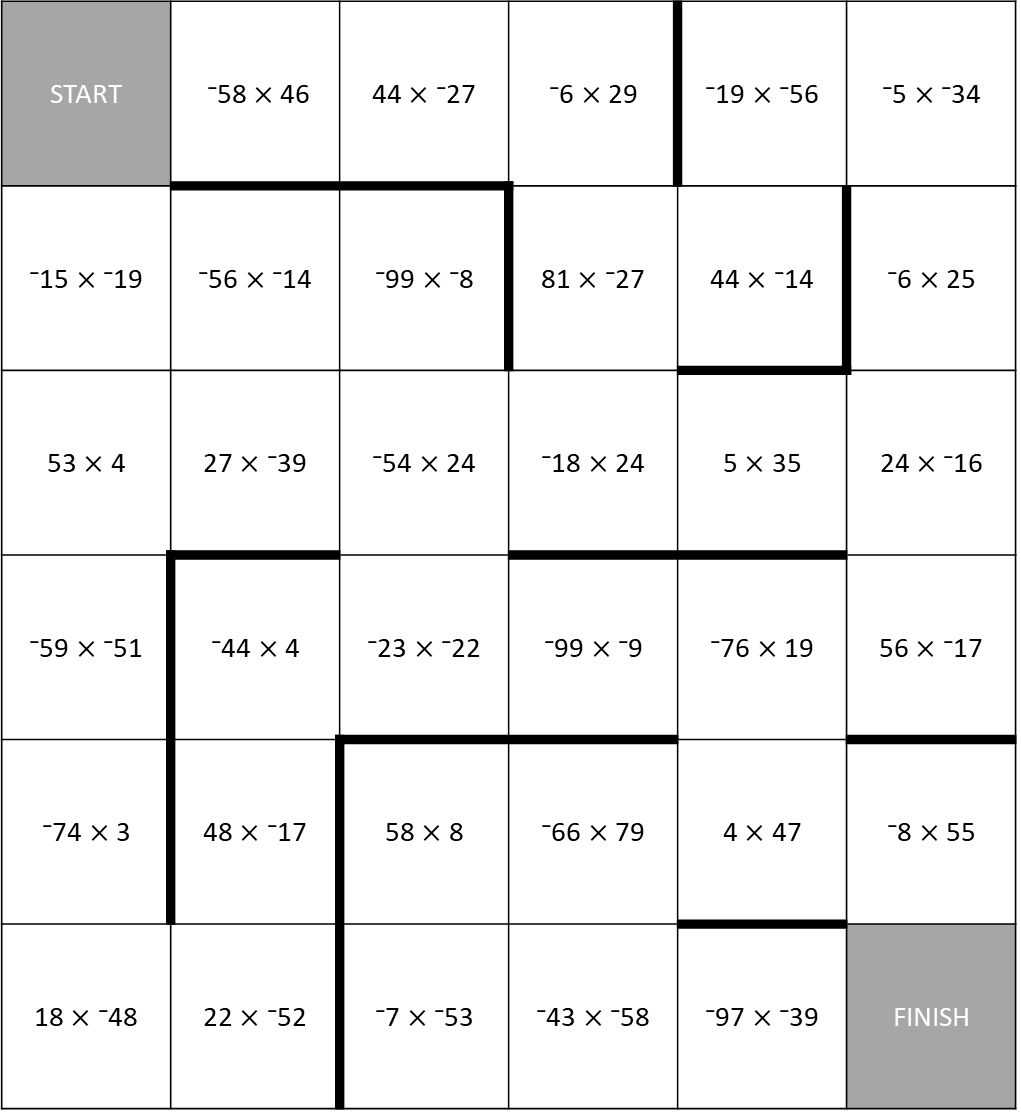 START ⁻58 × 46 44 × ⁻27 ⁻6 × 29 ⁻19 × ⁻56 ⁻5 × ⁻34
⁻15 × ⁻19 ⁻56 × ⁻14 ⁻99 × ⁻8 81 × ⁻27 44 × ⁻14 ⁻6 × 25
53 × 4 27 × ⁻39 ⁻54 × 24 ⁻18 × 24 5 × 35 24 × ⁻16
⁻59 × ⁻51 ⁻44 × 4 ⁻23 × ⁻22 ⁻99 × ⁻9 ⁻76 × 19 56 × ⁻17
⁻74 × 3 48 × ⁻17 58 × 8 ⁻66 × 79 4 × 47 ⁻8 × 55
18 × ⁻48 22 × ⁻52 ⁻7 × ⁻53 ⁻43 × ⁻58 ⁻97 × ⁻39 FINISH